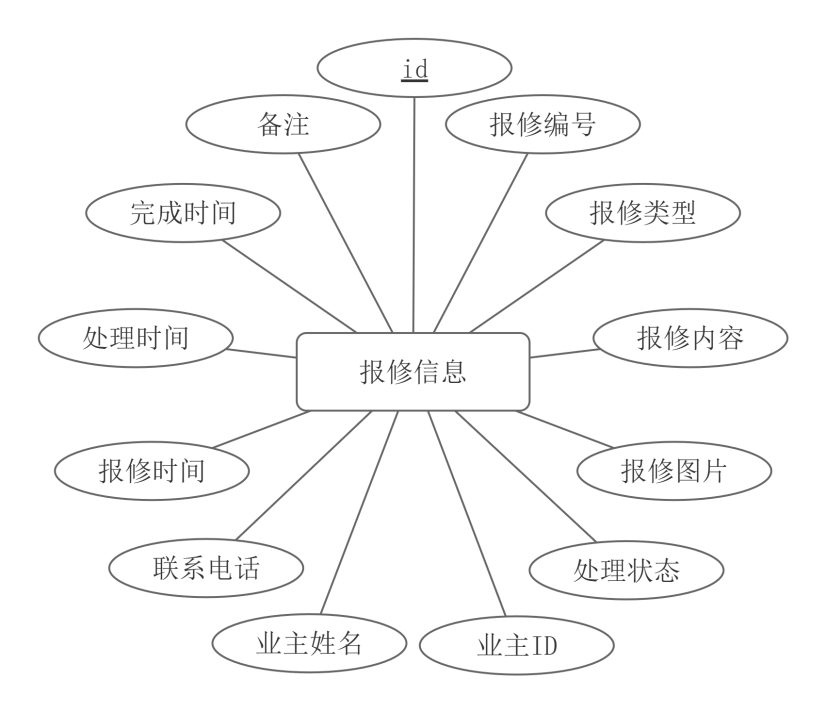 id
备注
报修编号
完成时间
报修类型
处理时间
报修内容
报修信息
报修时间
报修图片
联系电话
处理状态
业主姓名
业主ID